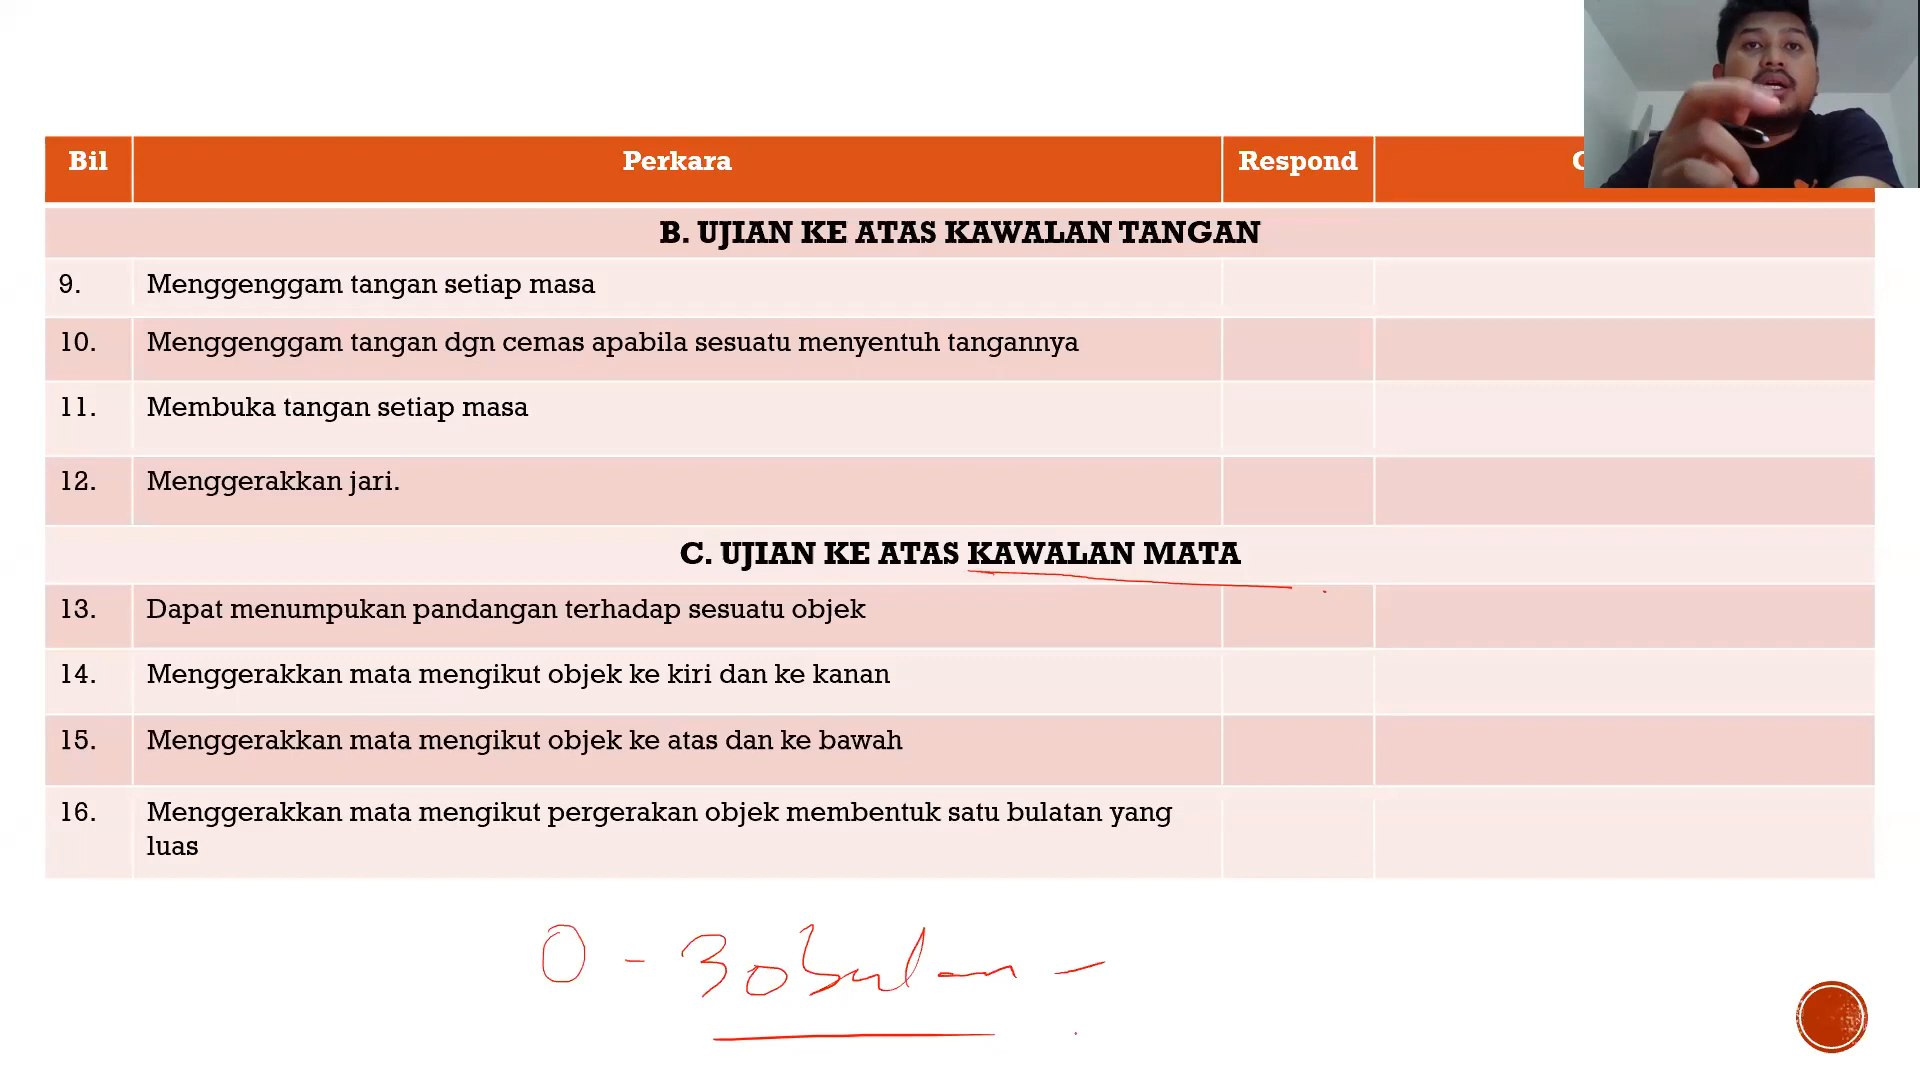 Bil Perkara Respond C
B. UJIAN KE ATAS KAWALAN TANGAN
9. Menggenggam tangan setiap masa
10. Menggenggam tangan dgn cemas apabila sesuatu menyentuh tangannya
11. Membuka tangan setiap masa
12. Menggerakkan jari.
C. UJIAN KE ATAS KAWALAN MATA
13. Dapat menumpukan pandangan terhadap sesuatu objek
14. Menggerakkan mata mengikut objek ke kiri dan ke kanan
15. Menggerakkan mata mengikut objek ke atas dan ke bawah
16. Menggerakkan mata mengikut pergerakan objek membentuk satu bulatan yang
luas
0 - 30 bulan -